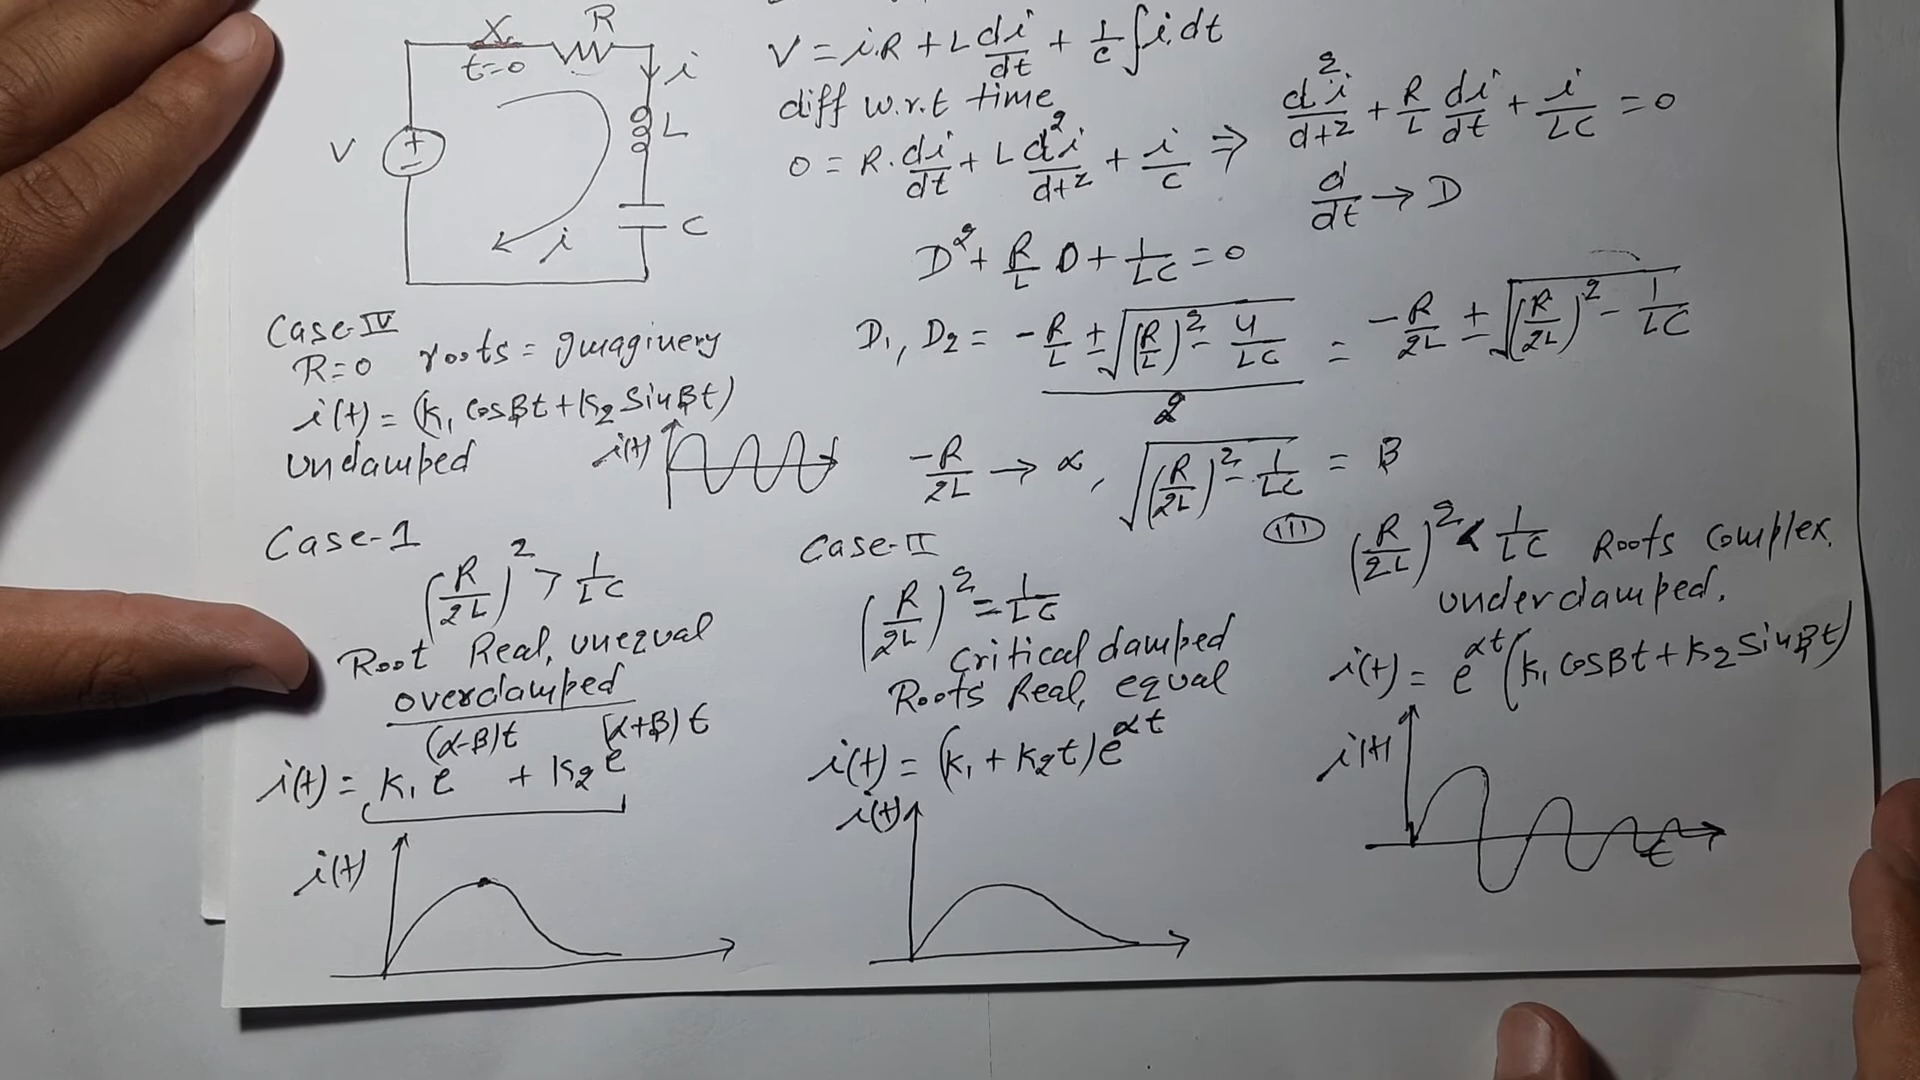 X R
t=0
i
V + - L
C
i
V = i.R + L di/dt + 1/C ∫i.dt
diff w.r.t time
0 = R. di/dt + L d²i/dt² + i/C ⇒ d²i/dt² + R/L di/dt + i/LC = 0
d/dt → D
D² + R/L D + 1/LC = 0
D₁, D₂ = (-R/L ± √((R/L)² - 4/LC))/2 = -R/2L ± √((R/2L)² - 1/LC)
-R/2L → α, √((R/2L)² - 1/LC) = β
Case-IV
R=0 roots = Imaginery
i(t) = (K₁ cosβt + K₂ sinβt)
undamped i(t)
Case-1
(R/2L)² > 1/LC
Root Real, unequal
overdamped
i(t) = K₁e^(α-β)t + K₂e^(α+β)t
i(t)
Case-II
(R/2L)² = 1/LC
Critical damped
Roots Real, equal
i(t) = (K₁ + K₂t)e^αt
i(t)
III (R/2L)² < 1/LC Roots complex.
underdamped.
i(t) = e^αt (K₁ cosβt + K₂ sinβt)
i(t)
t